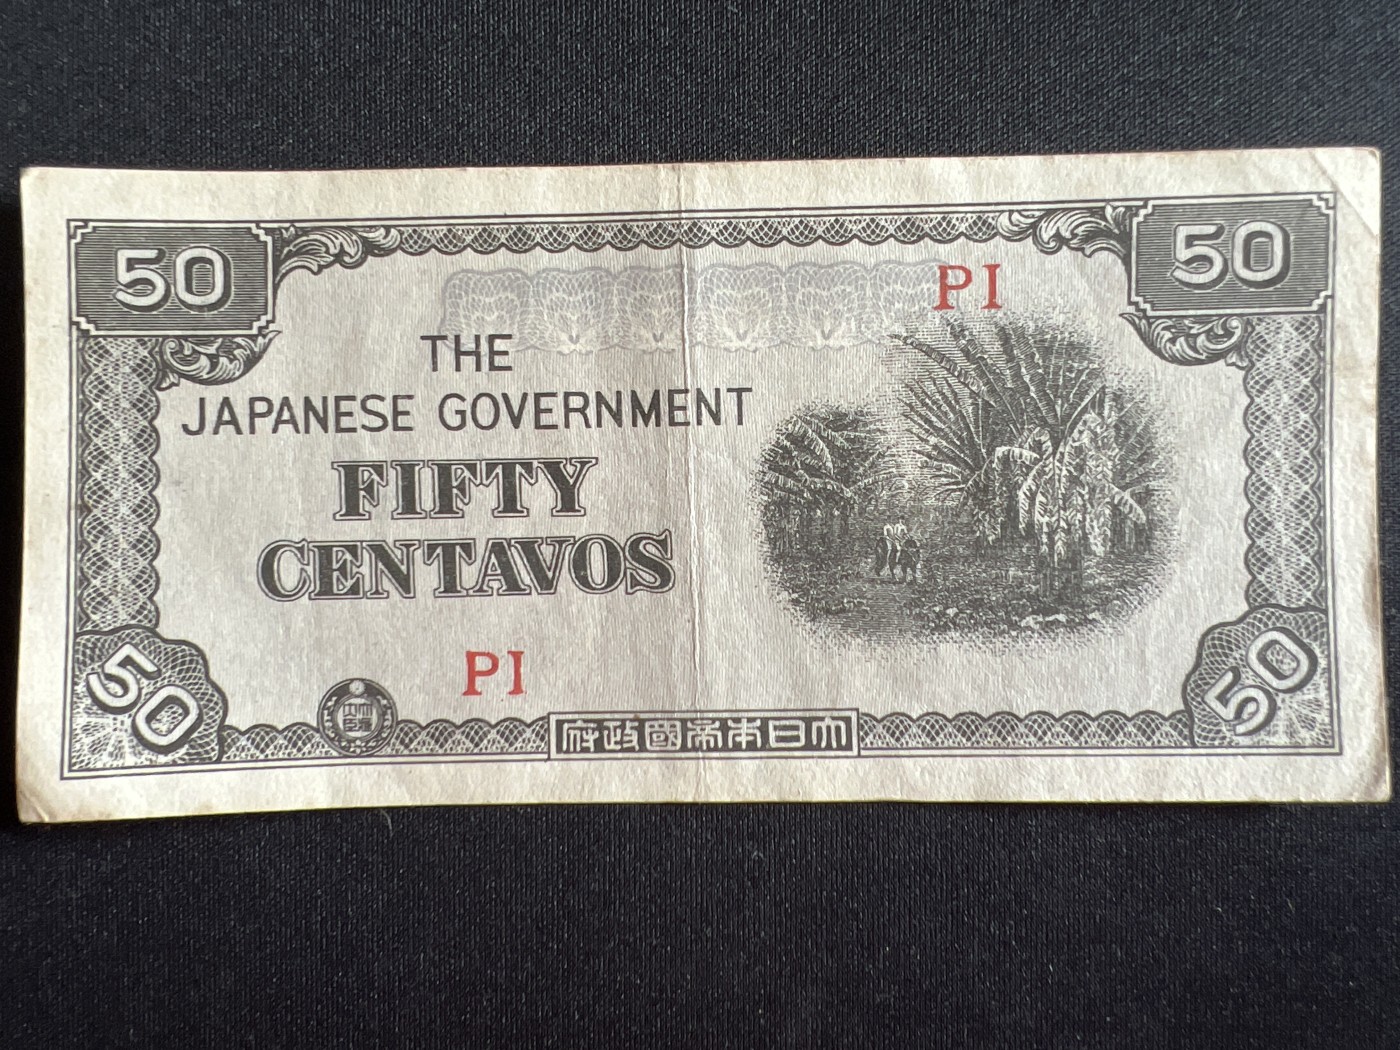 50
50
PI
THE
JAPANESE GOVERNMENT
FIFTY
CENTAVOS
PI
50
府政國帝本日大
50